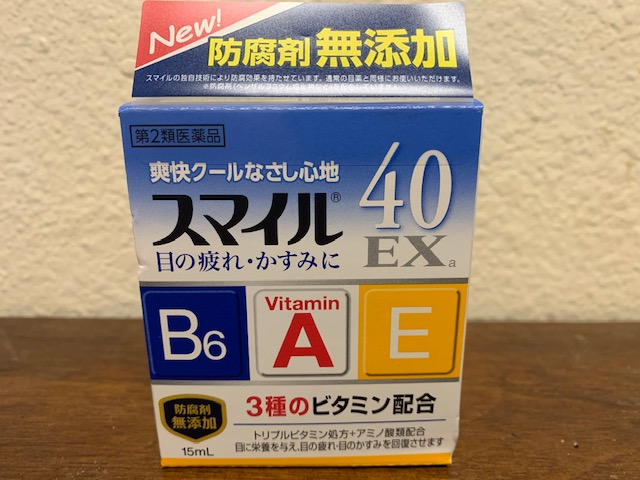 New!
防腐剤無添加
スマイルの独自技術により防腐効果を持たせています。通常の目薬と同様にお使いいただけます。
第2類医薬品
爽快クールなさし心地
スマイル®
40
EX a
目の疲れ・かすみに
B6
Vitamin
A
E
3種のビタミン配合
防腐剤
無添加
トリプルビタミン処方+アミノ酸類配合
目に栄養を与え、目の疲れ・目のかすみを回復させます
15mL